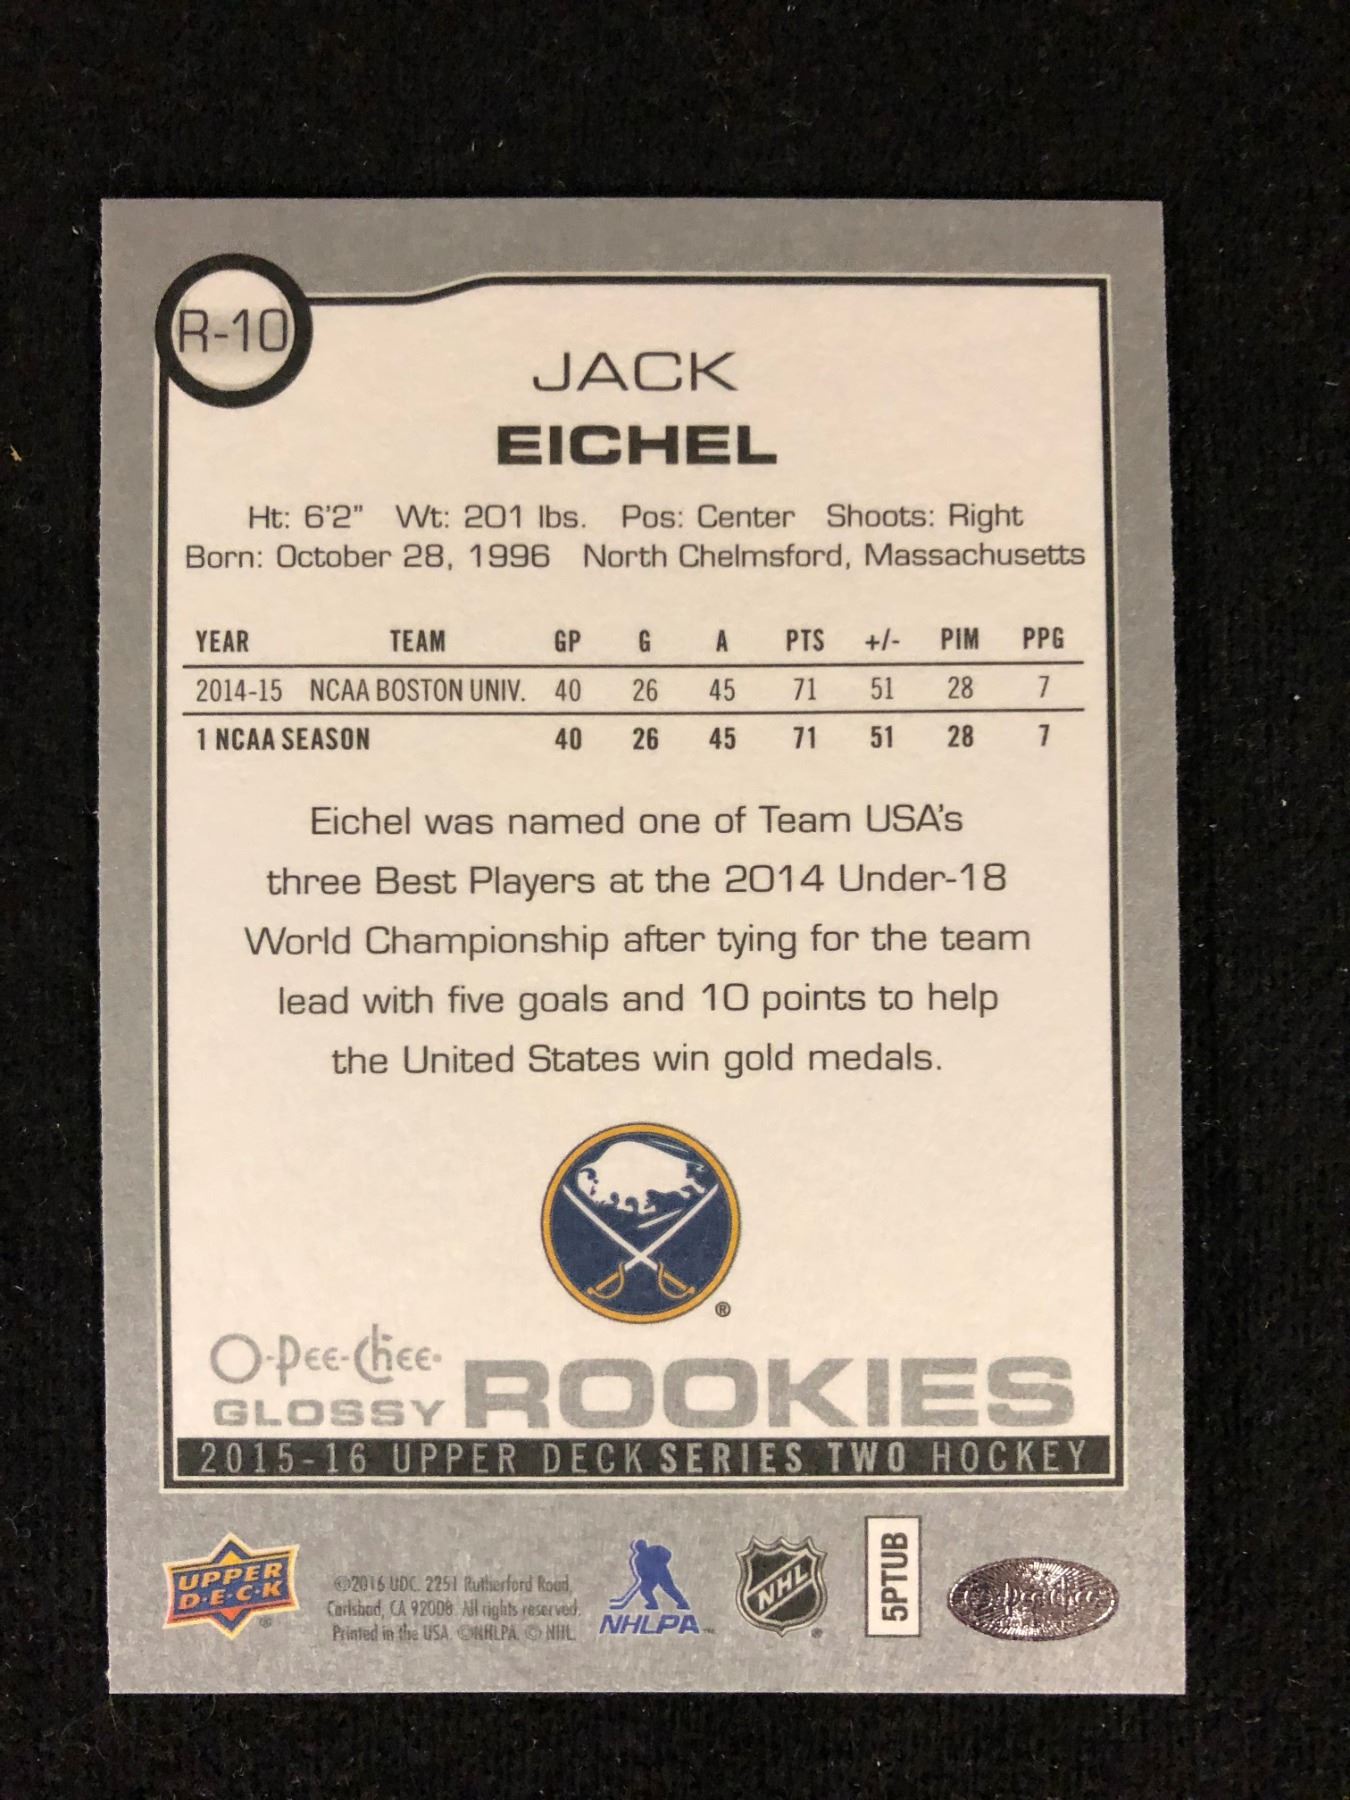 R-10
JACK
EICHEL
Ht: 6'2" Wt: 201 lbs. Pos: Center Shoots: Right
Born: October 28, 1996 North Chelmsford, Massachusetts
YEAR TEAM GP G A PTS +/- PIM PPG
2014-15 NCAA BOSTON UNIV. 40 26 45 71 51 28 7
1 NCAA SEASON 40 26 45 71 51 28 7
Eichel was named one of Team USA's
three Best Players at the 2014 Under-18
World Championship after tying for the team
lead with five goals and 10 points to help
the United States win gold medals.
®
O-Pee-Chee
GLOSSY ROOKIES
2015-16 UPPER DECK SERIES TWO HOCKEY
UPPER
D·E·C·K
®
©2016 UDC. 2251 Rutherford Road,
Carlsbad, CA 92008. All rights reserved.
Printed in the USA. ©NHLPA. © NHL.
NHLPA
NHL
®
5PTUB
O-Pee-Chee